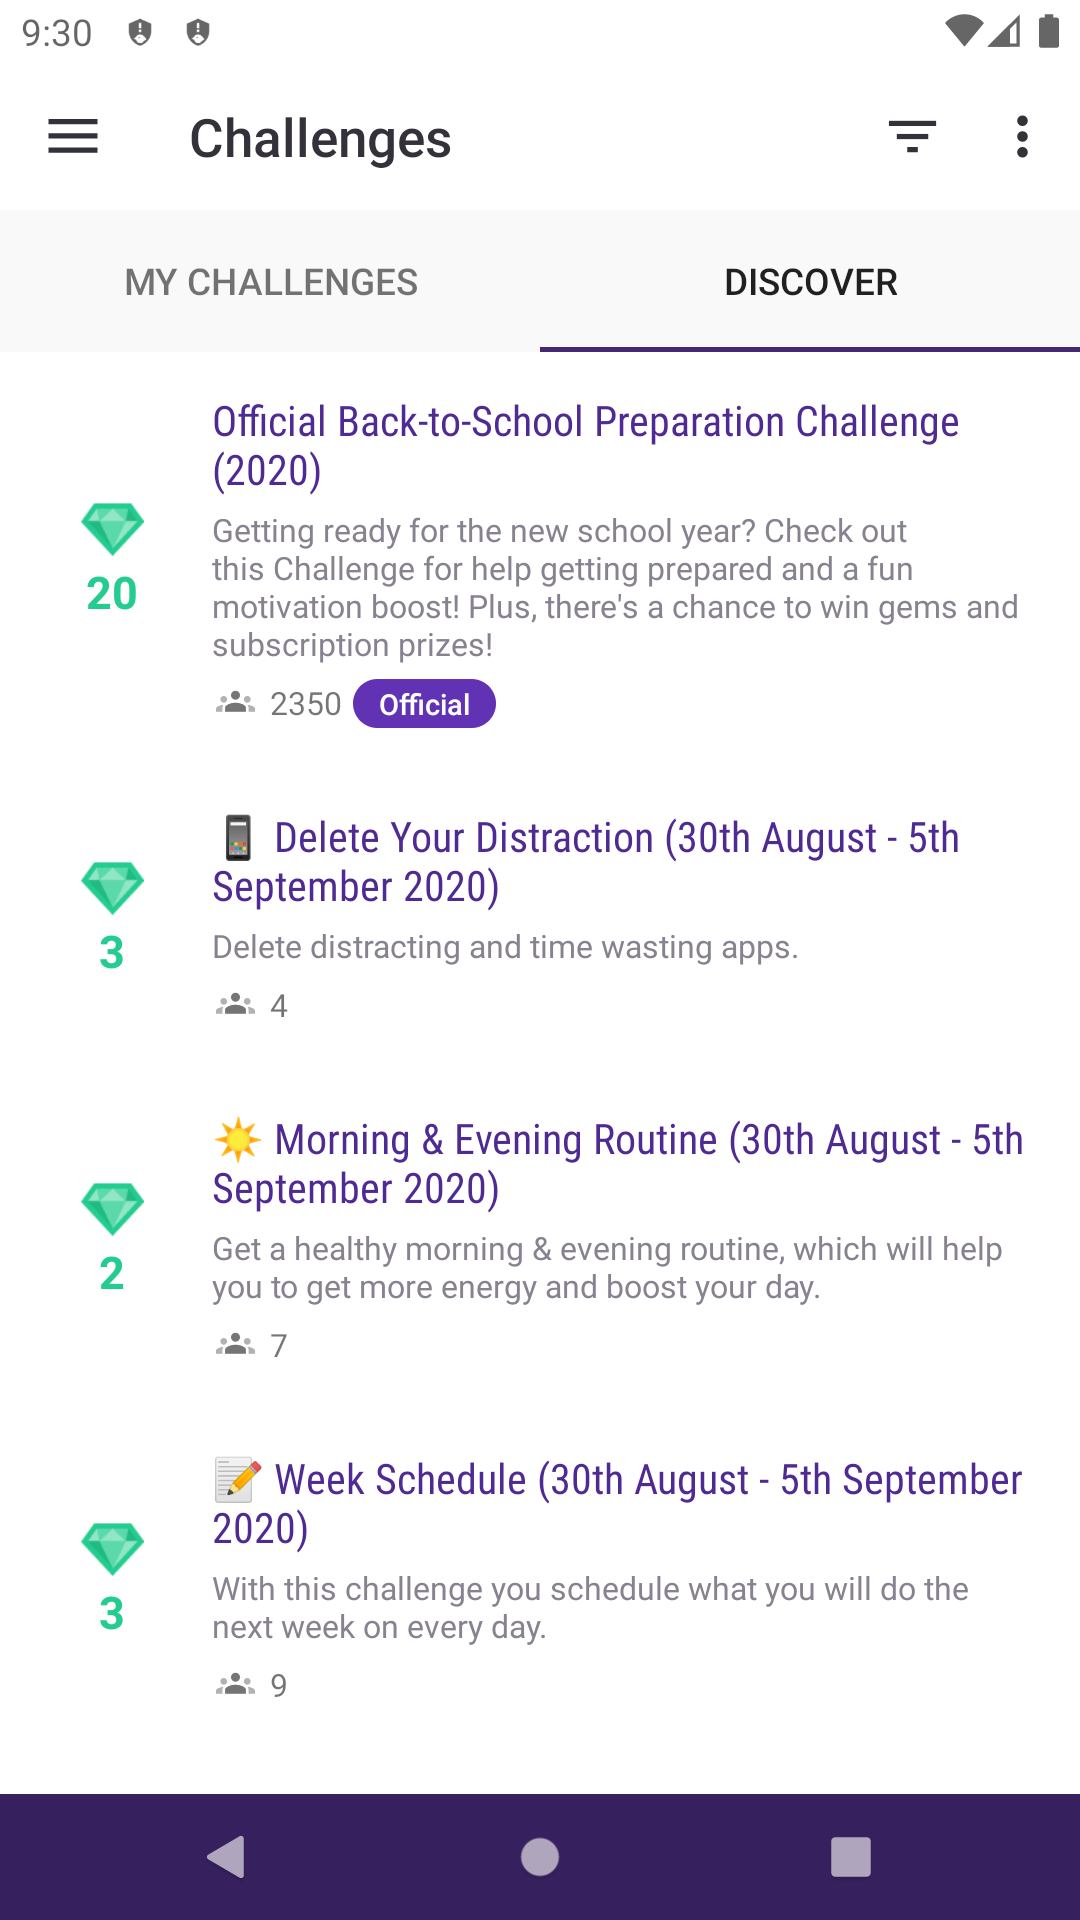 9:30
Challenges
MY CHALLENGES
DISCOVER
Official Back-to-School Preparation Challenge
(2020)
20
Getting ready for the new school year? Check out
this Challenge for help getting prepared and a fun
motivation boost! Plus, there's a chance to win gems and
subscription prizes!
2350 Official
📱 Delete Your Distraction (30th August - 5th
September 2020)
3
Delete distracting and time wasting apps.
4
☀️ Morning & Evening Routine (30th August - 5th
September 2020)
2
Get a healthy morning & evening routine, which will help
you to get more energy and boost your day.
7
📝 Week Schedule (30th August - 5th September
2020)
3
With this challenge you schedule what you will do the
next week on every day.
9